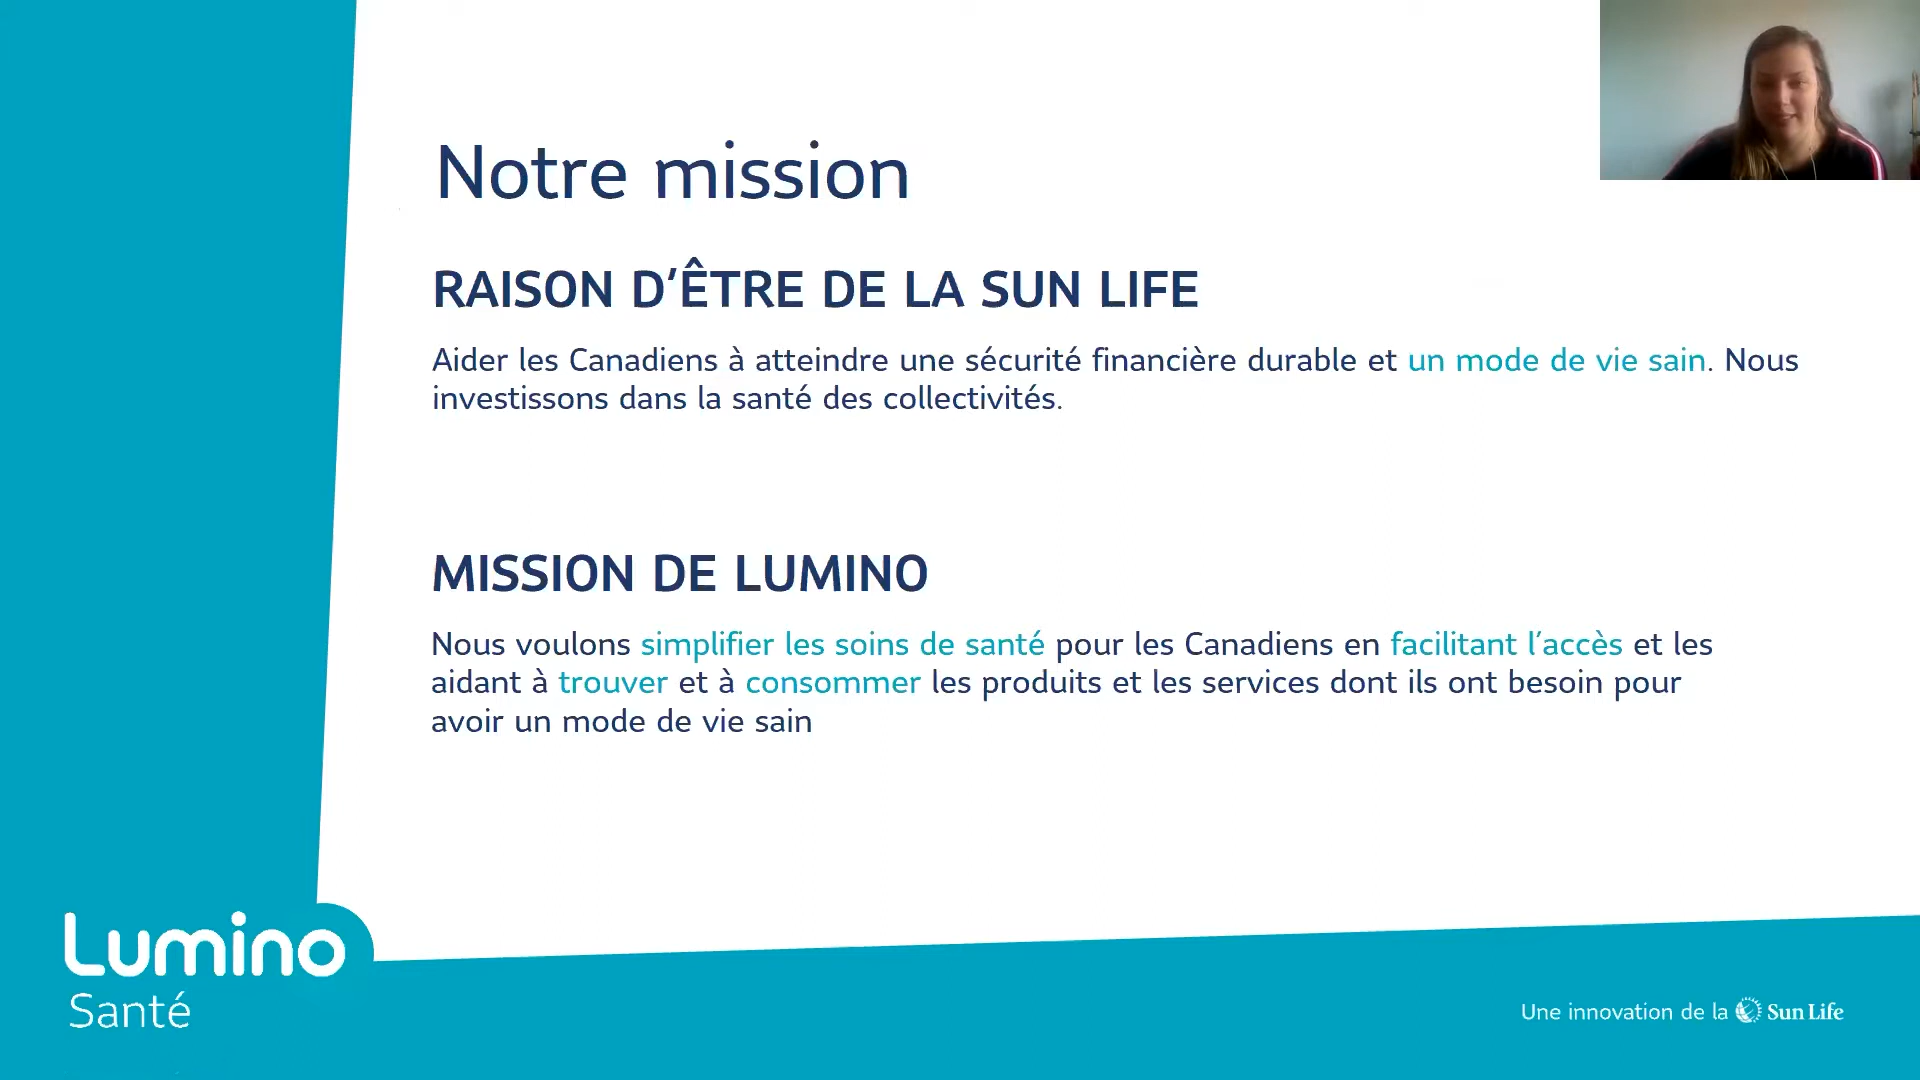 Notre mission
RAISON D’ÊTRE DE LA SUN LIFE
Aider les Canadiens à atteindre une sécurité financière durable et un mode de vie sain. Nous
investissons dans la santé des collectivités.
MISSION DE LUMINO
Nous voulons simplifier les soins de santé pour les Canadiens en facilitant l’accès et les
aidant à trouver et à consommer les produits et les services dont ils ont besoin pour
avoir un mode de vie sain
Lumino
Santé
Une innovation de la Sun Life